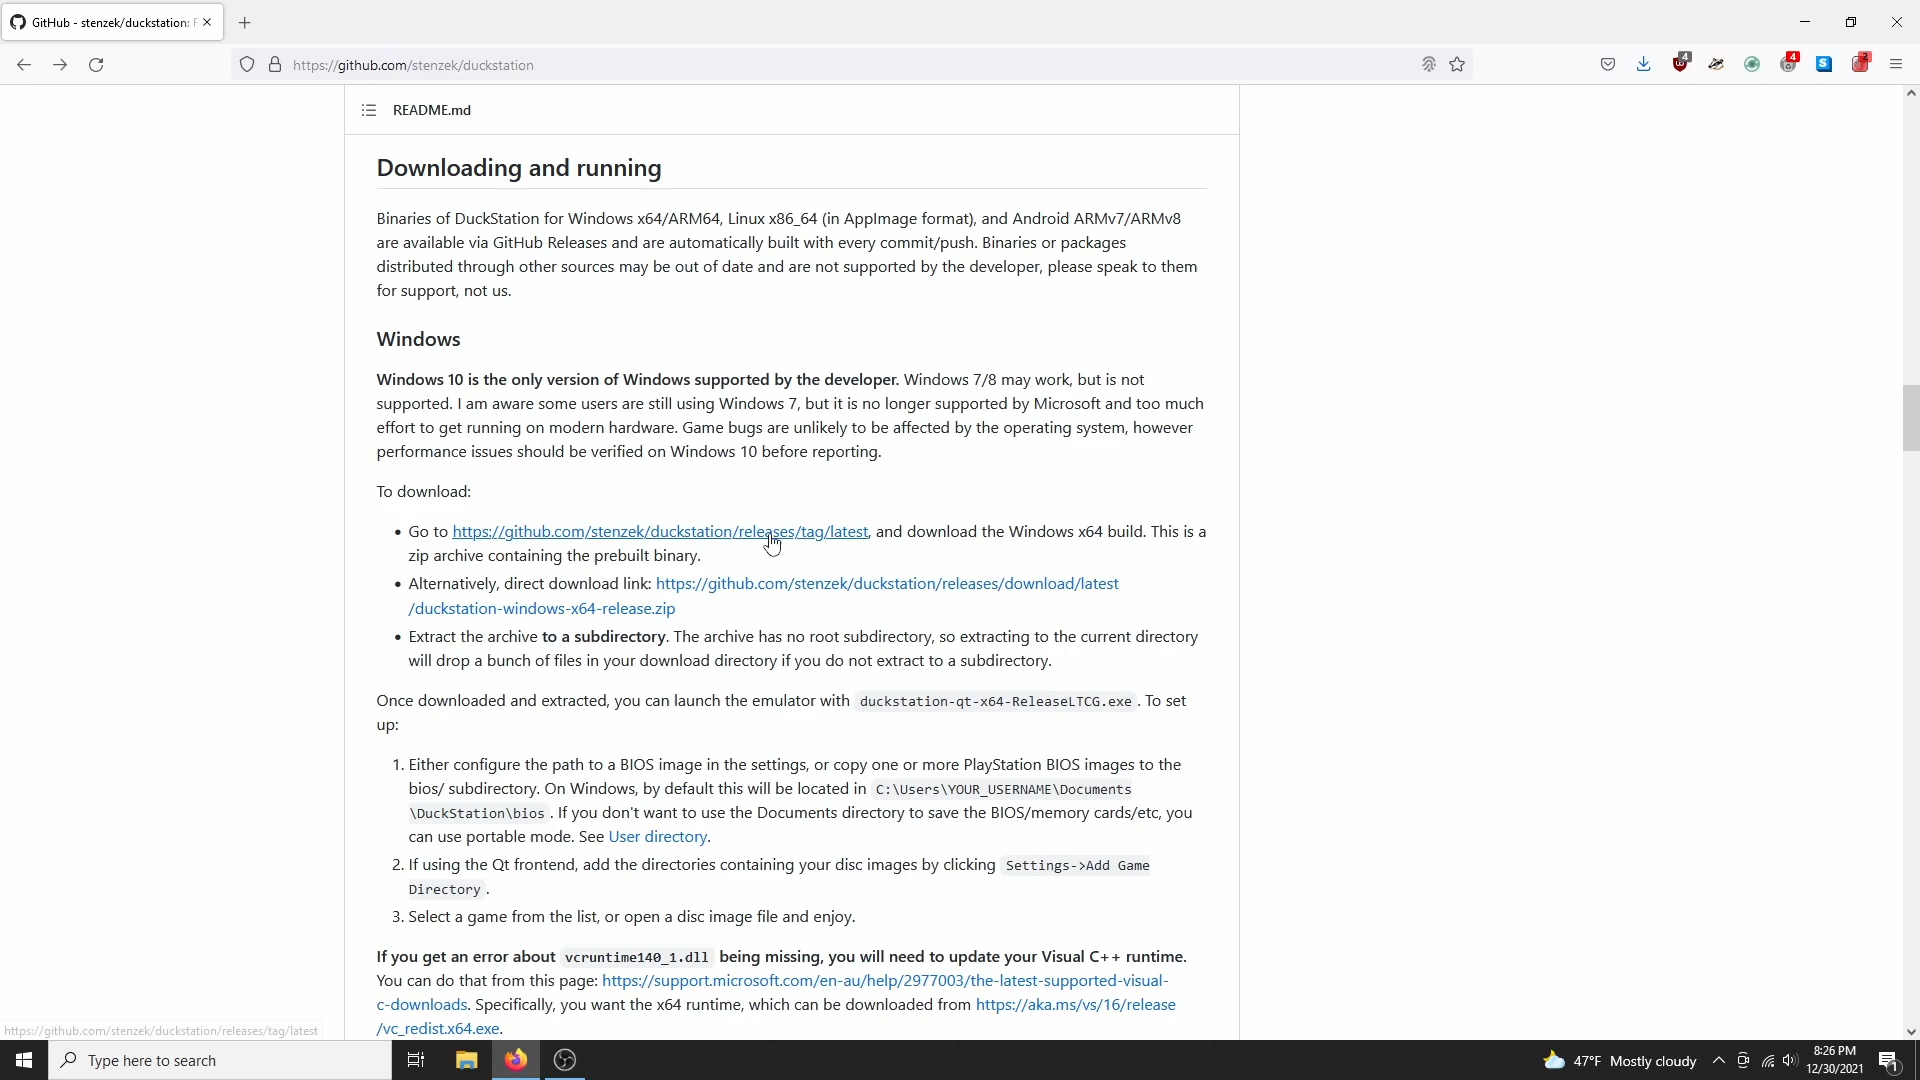 GitHub - stenzek/duckstation: F
https://github.com/stenzek/duckstation
4
4
S
2
README.md
Downloading and running
Binaries of DuckStation for Windows x64/ARM64, Linux x86_64 (in AppImage format), and Android ARMv7/ARMv8
are available via GitHub Releases and are automatically built with every commit/push. Binaries or packages
distributed through other sources may be out of date and are not supported by the developer, please speak to them
for support, not us.
Windows
Windows 10 is the only version of Windows supported by the developer. Windows 7/8 may work, but is not
supported. I am aware some users are still using Windows 7, but it is no longer supported by Microsoft and too much
effort to get running on modern hardware. Game bugs are unlikely to be affected by the operating system, however
performance issues should be verified on Windows 10 before reporting.
To download:
• Go to https://github.com/stenzek/duckstation/releases/tag/latest, and download the Windows x64 build. This is a
zip archive containing the prebuilt binary.
• Alternatively, direct download link: https://github.com/stenzek/duckstation/releases/download/latest
/duckstation-windows-x64-release.zip
• Extract the archive to a subdirectory. The archive has no root subdirectory, so extracting to the current directory
will drop a bunch of files in your download directory if you do not extract to a subdirectory.
Once downloaded and extracted, you can launch the emulator with duckstation-qt-x64-ReleaseLTCG.exe. To set
up:
1. Either configure the path to a BIOS image in the settings, or copy one or more PlayStation BIOS images to the
bios/ subdirectory. On Windows, by default this will be located in C:\Users\YOUR_USERNAME\Documents
\DuckStation\bios. If you don't want to use the Documents directory to save the BIOS/memory cards/etc, you
can use portable mode. See User directory.
2. If using the Qt frontend, add the directories containing your disc images by clicking Settings->Add Game
Directory.
3. Select a game from the list, or open a disc image file and enjoy.
If you get an error about vcruntime140_1.dll being missing, you will need to update your Visual C++ runtime.
You can do that from this page: https://support.microsoft.com/en-au/help/2977003/the-latest-supported-visual-
c-downloads. Specifically, you want the x64 runtime, which can be downloaded from https://aka.ms/vs/16/release
/vc_redist.x64.exe.
https://github.com/stenzek/duckstation/releases/tag/latest
Type here to search
47°F Mostly cloudy
8:26 PM
12/30/2021
1